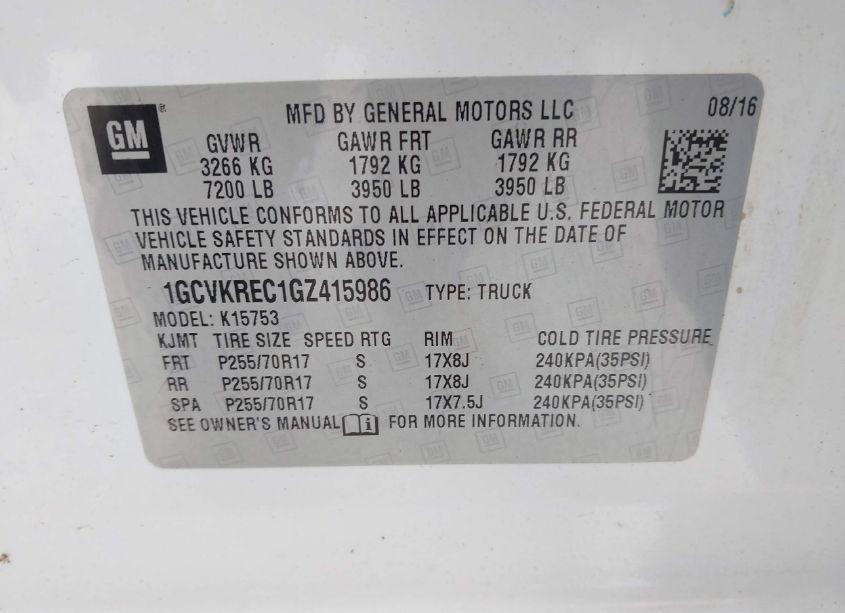 GM ® MFD BY GENERAL MOTORS LLC 08/16
GVWR GAWR FRT GAWR RR
3266 KG 1792 KG 1792 KG
7200 LB 3950 LB 3950 LB
THIS VEHICLE CONFORMS TO ALL APPLICABLE U.S. FEDERAL MOTOR
VEHICLE SAFETY STANDARDS IN EFFECT ON THE DATE OF
MANUFACTURE SHOWN ABOVE.
1GCVKREC1GZ415986 TYPE: TRUCK
MODEL: K15753
KJMT TIRE SIZE SPEED RTG RIM COLD TIRE PRESSURE
FRT P255/70R17 S 17X8J 240KPA(35PSI)
RR P255/70R17 S 17X8J 240KPA(35PSI)
SPA P255/70R17 S 17X7.5J 240KPA(35PSI)
SEE OWNER'S MANUAL i FOR MORE INFORMATION.